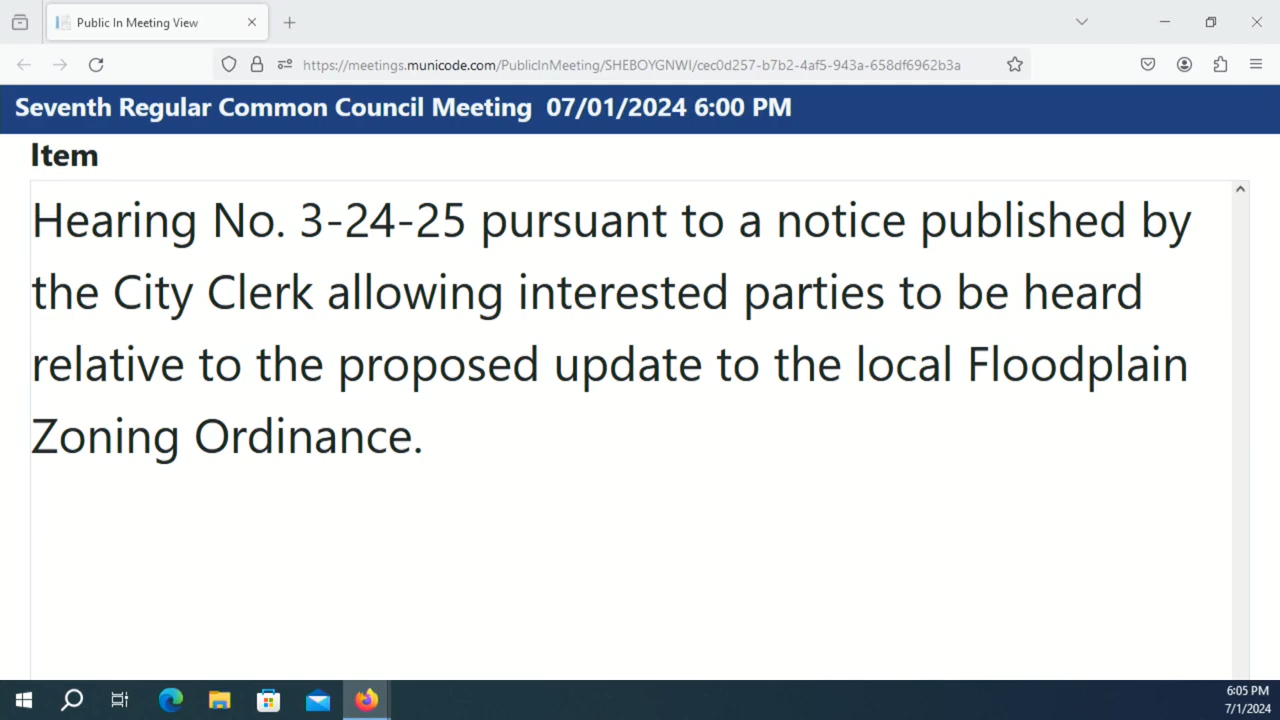 Public In Meeting View
https://meetings.municode.com/PublicInMeeting/SHEBOYGNWI/cec0d257-b7b2-4af5-943a-658df6962b3a
Seventh Regular Common Council Meeting 07/01/2024 6:00 PM
Item
Hearing No. 3-24-25 pursuant to a notice published by
the City Clerk allowing interested parties to be heard
relative to the proposed update to the local Floodplain
Zoning Ordinance.
6:05 PM
7/1/2024